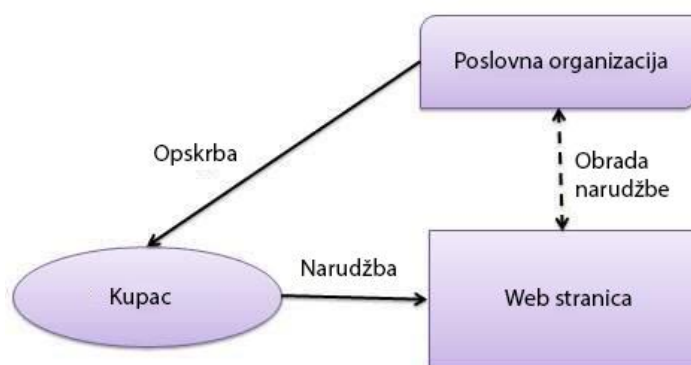 Poslovna organizacija
Opskrba
Obrada
narudžbe
Narudžba
Kupac
Web stranica